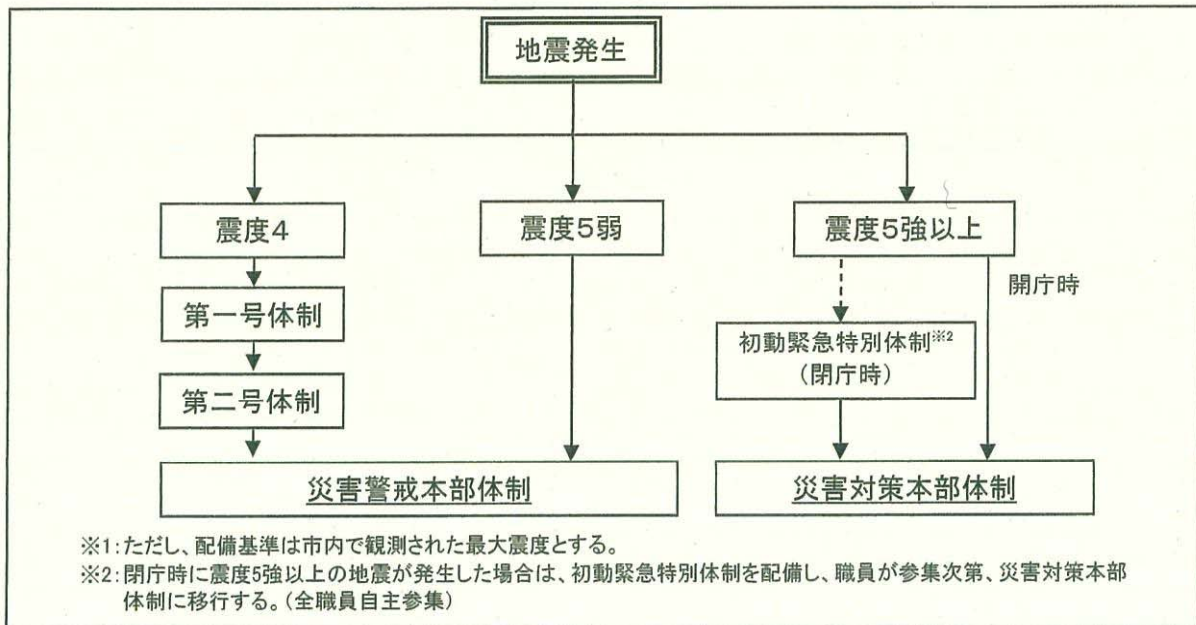 地震発生
震度4
震度5弱
震度5強以上
開庁時
第一号体制
初動緊急特別体制※2
(閉庁時)
第二号体制
災害警戒本部体制
災害対策本部体制
※1:ただし、配備基準は市内で観測された最大震度とする。
※2:閉庁時に震度5強以上の地震が発生した場合は、初動緊急特別体制を配備し、職員が参集次第、災害対策本部
体制に移行する。(全職員自主参集)